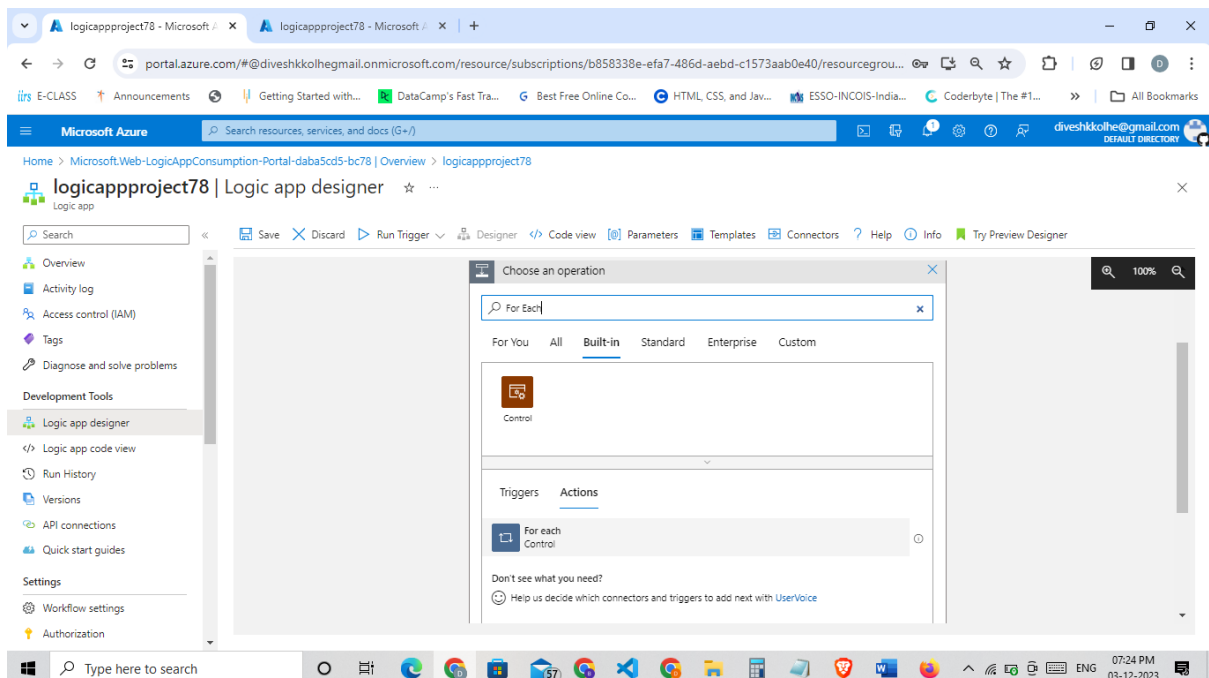 logicappproject78 - Microsoft A
logicappproject78 - Microsoft A
portal.azure.com/#@diveshkkolhegmail.onmicrosoft.com/resource/subscriptions/b858338e-efa7-486d-aebd-c1573aab0e40/resourcegrou...
D
iirs E-CLASS Announcements Getting Started with... DataCamp's Fast Tra... G Best Free Online Co... HTML, CSS, and Jav... ESSO-INCOIS-India... Coderbyte | The #1... » All Bookmarks
Microsoft Azure
Search resources, services, and docs (G+/)
1
diveshkkolhe@gmail.com
DEFAULT DIRECTORY
Home > Microsoft.Web-LogicAppConsumption-Portal-daba5cd5-bc78 | Overview > logicappproject78
logicappproject78 | Logic app designer
Logic app
Search
Save Discard Run Trigger Designer Code view Parameters Templates Connectors Help Info Try Preview Designer
Overview
Activity log
Access control (IAM)
Tags
Diagnose and solve problems
Development Tools
Logic app designer
Logic app code view
Run History
Versions
API connections
Quick start guides
Settings
Workflow settings
Authorization
Choose an operation
100%
For Each
For You All Built-in Standard Enterprise Custom
Control
Triggers Actions
For each
Control
Don't see what you need?
Help us decide which connectors and triggers to add next with UserVoice
Type here to search
57
ENG
07:24 PM
03-12-2023